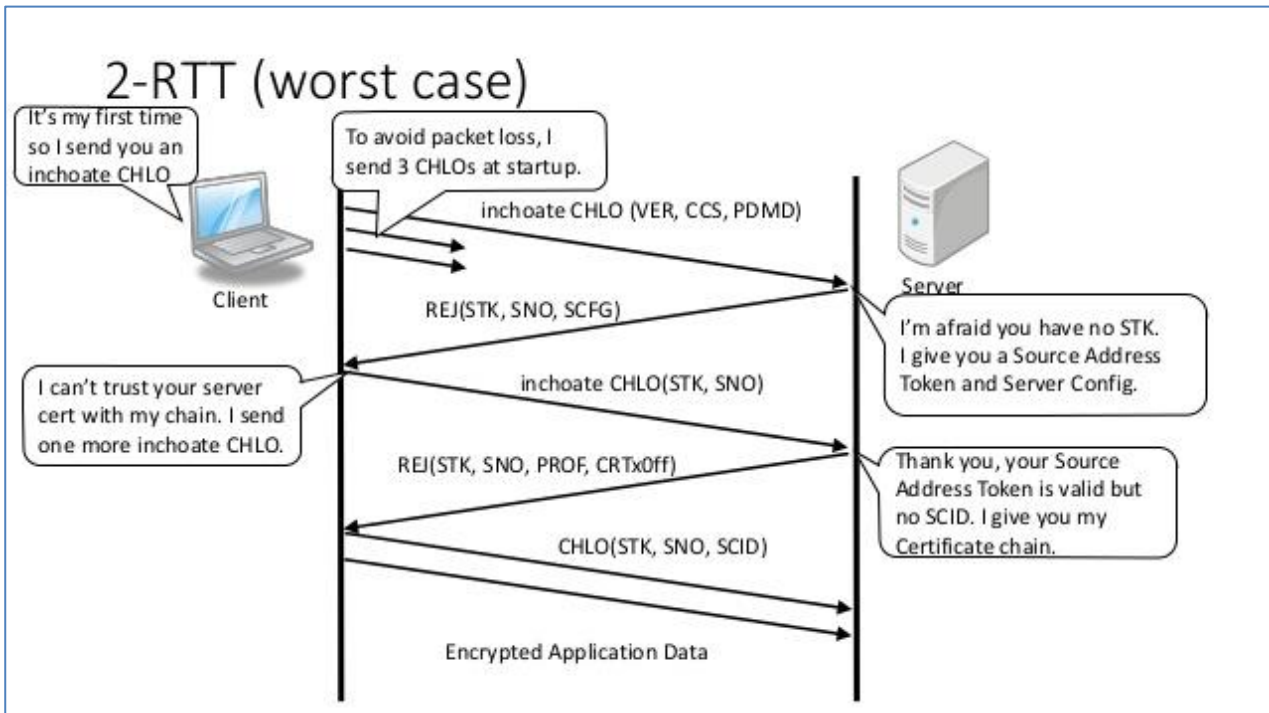 2-RTT (worst case)
It's my first time
so I send you an
inchoate CHLO
To avoid packet loss, I
send 3 CHLOs at startup.
inchoate CHLO (VER, CCS, PDMD)
Client
Server
REJ(STK, SNO, SCFG)
I'm afraid you have no STK.
I give you a Source Address
Token and Server Config.
I can't trust your server
cert with my chain. I send
one more inchoate CHLO.
inchoate CHLO(STK, SNO)
REJ(STK, SNO, PROF, CRTx0ff)
Thank you, your Source
Address Token is valid but
no SCID. I give you my
Certificate chain.
CHLO(STK, SNO, SCID)
Encrypted Application Data